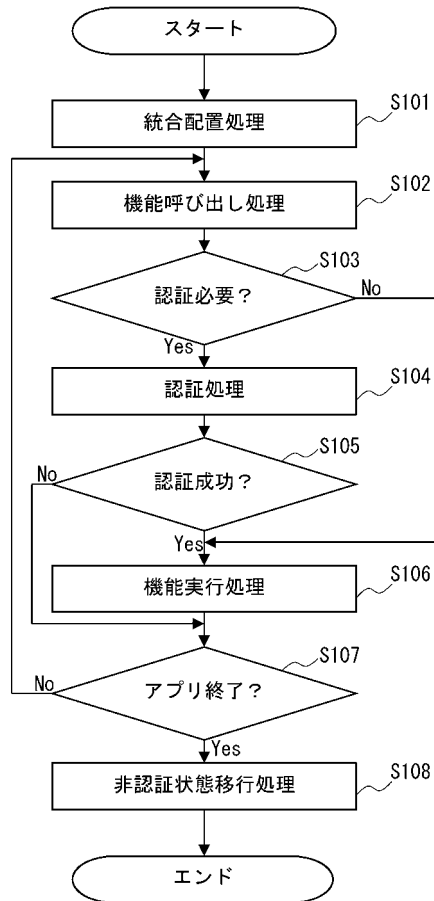 スタート
統合配置処理
S101
機能呼び出し処理
S102
認証必要？
S103
No
Yes
認証処理
S104
認証成功？
S105
No
Yes
機能実行処理
S106
アプリ終了？
S107
No
Yes
非認証状態移行処理
S108
エンド